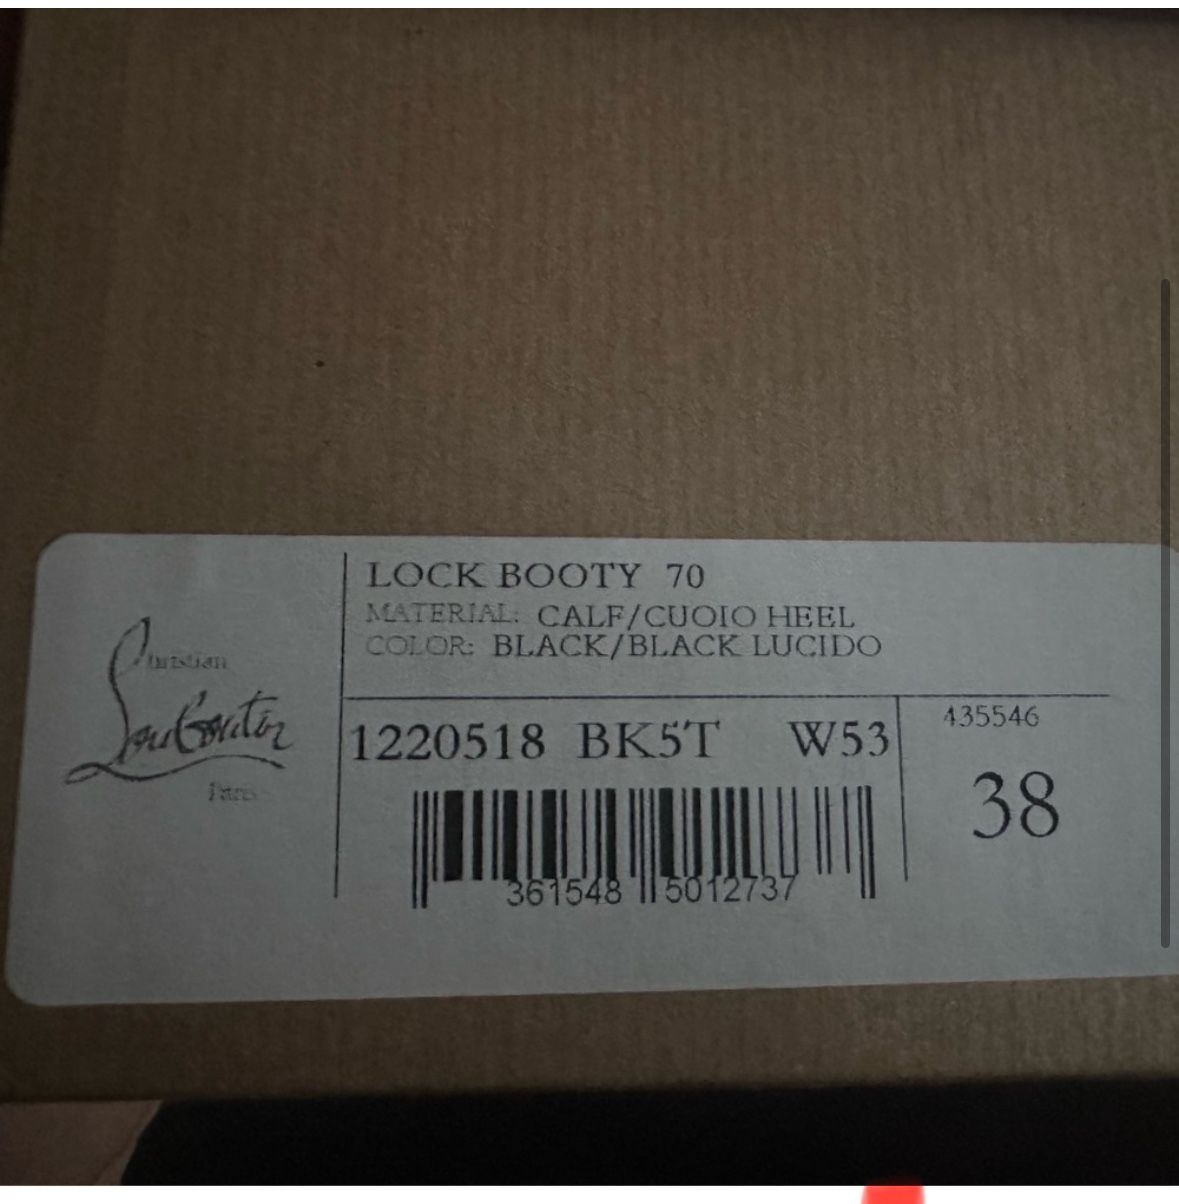 Christian
Louboutin
Paris
LOCK BOOTY 70
MATERIAL: CALF/CUOIO HEEL
COLOR: BLACK/BLACK LUCIDO
1220518 BK5T W53
361548 5012737
435546
38